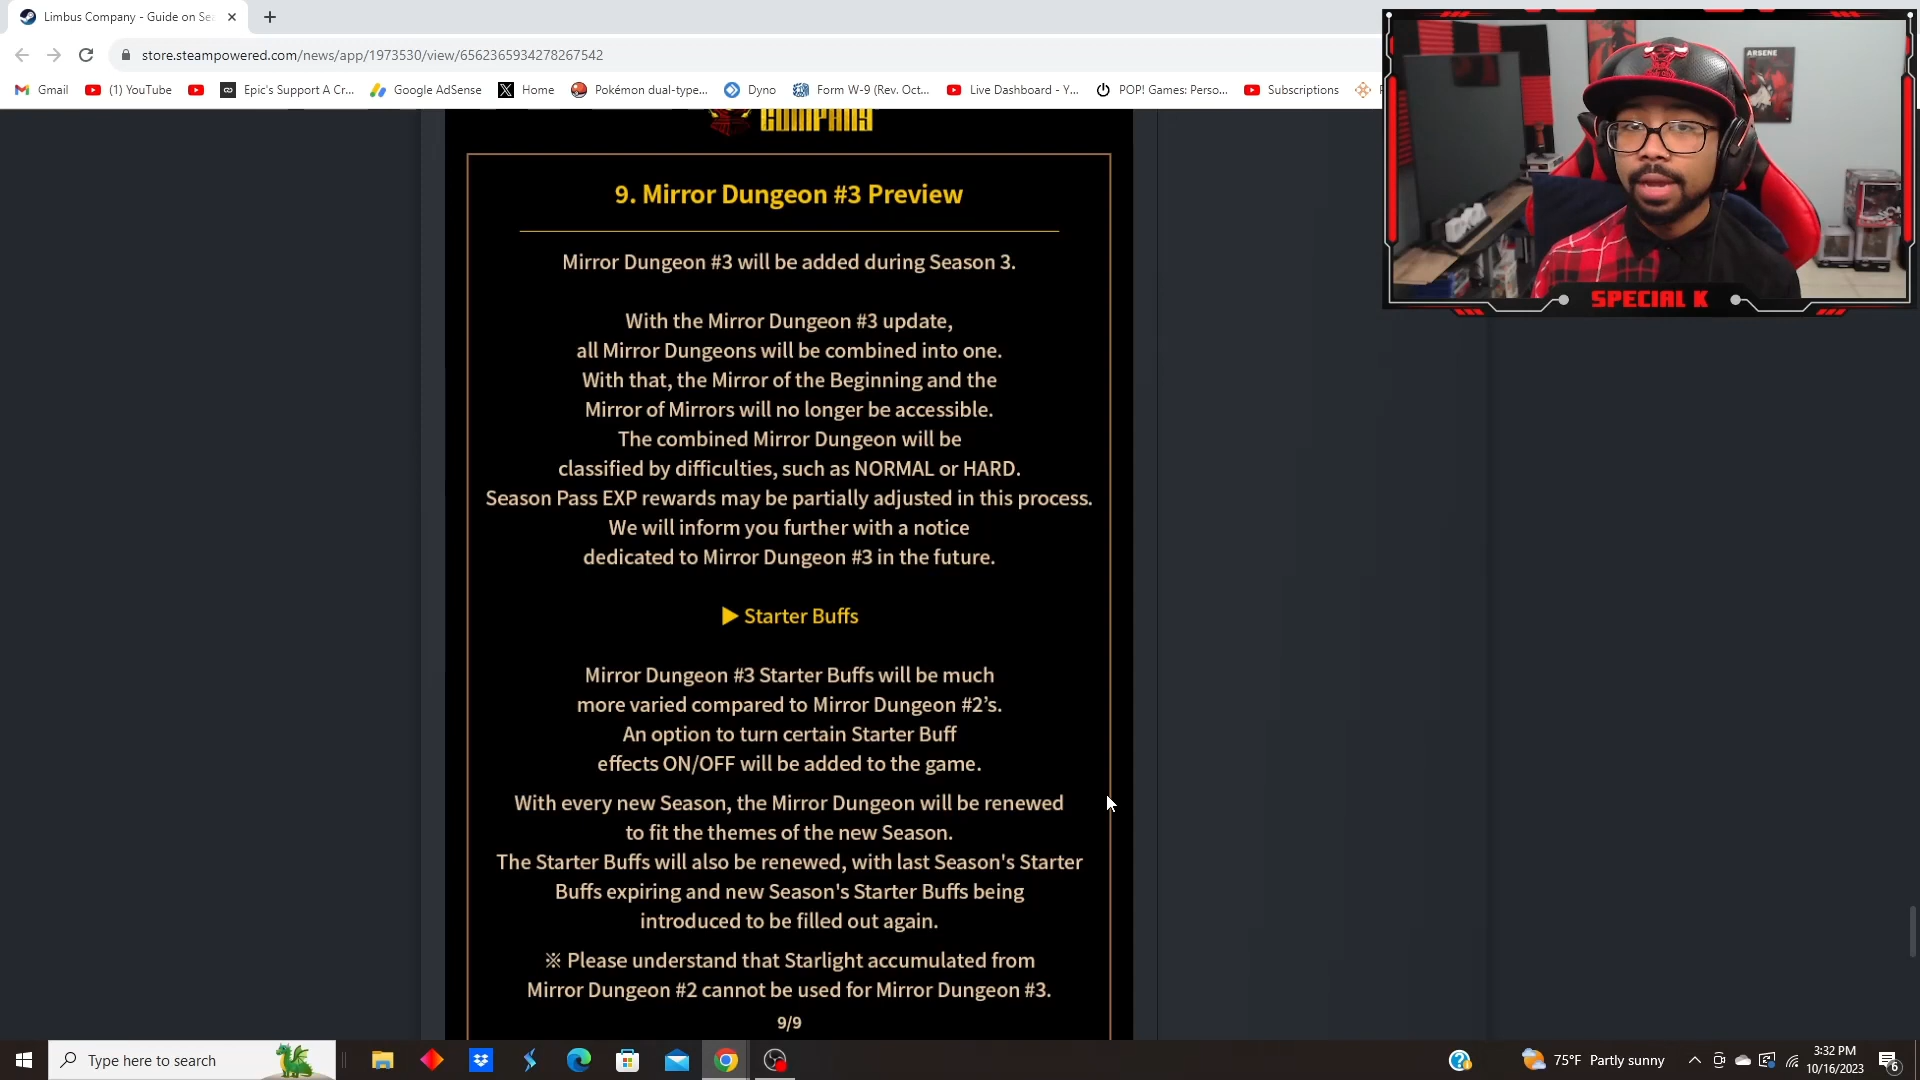 Limbus Company - Guide on Sea
store.steampowered.com/news/app/1973530/view/6562365934278267542
Gmail
(1) YouTube
Epic's Support A Cr...
Google AdSense
Home
Pokémon dual-type...
Dyno
Form W-9 (Rev. Oct...
Live Dashboard - Y...
POP! Games: Perso...
Subscriptions
ARSENE
SPECIAL K
COMPANY
9. Mirror Dungeon #3 Preview
Mirror Dungeon #3 will be added during Season 3.
With the Mirror Dungeon #3 update,
all Mirror Dungeons will be combined into one.
With that, the Mirror of the Beginning and the
Mirror of Mirrors will no longer be accessible.
The combined Mirror Dungeon will be
classified by difficulties, such as NORMAL or HARD.
Season Pass EXP rewards may be partially adjusted in this process.
We will inform you further with a notice
dedicated to Mirror Dungeon #3 in the future.
▶ Starter Buffs
Mirror Dungeon #3 Starter Buffs will be much
more varied compared to Mirror Dungeon #2’s.
An option to turn certain Starter Buff
effects ON/OFF will be added to the game.
With every new Season, the Mirror Dungeon will be renewed
to fit the themes of the new Season.
The Starter Buffs will also be renewed, with last Season's Starter
Buffs expiring and new Season's Starter Buffs being
introduced to be filled out again.
※ Please understand that Starlight accumulated from
Mirror Dungeon #2 cannot be used for Mirror Dungeon #3.
9/9
Type here to search
75°F Partly sunny
3:32 PM
10/16/2023
6